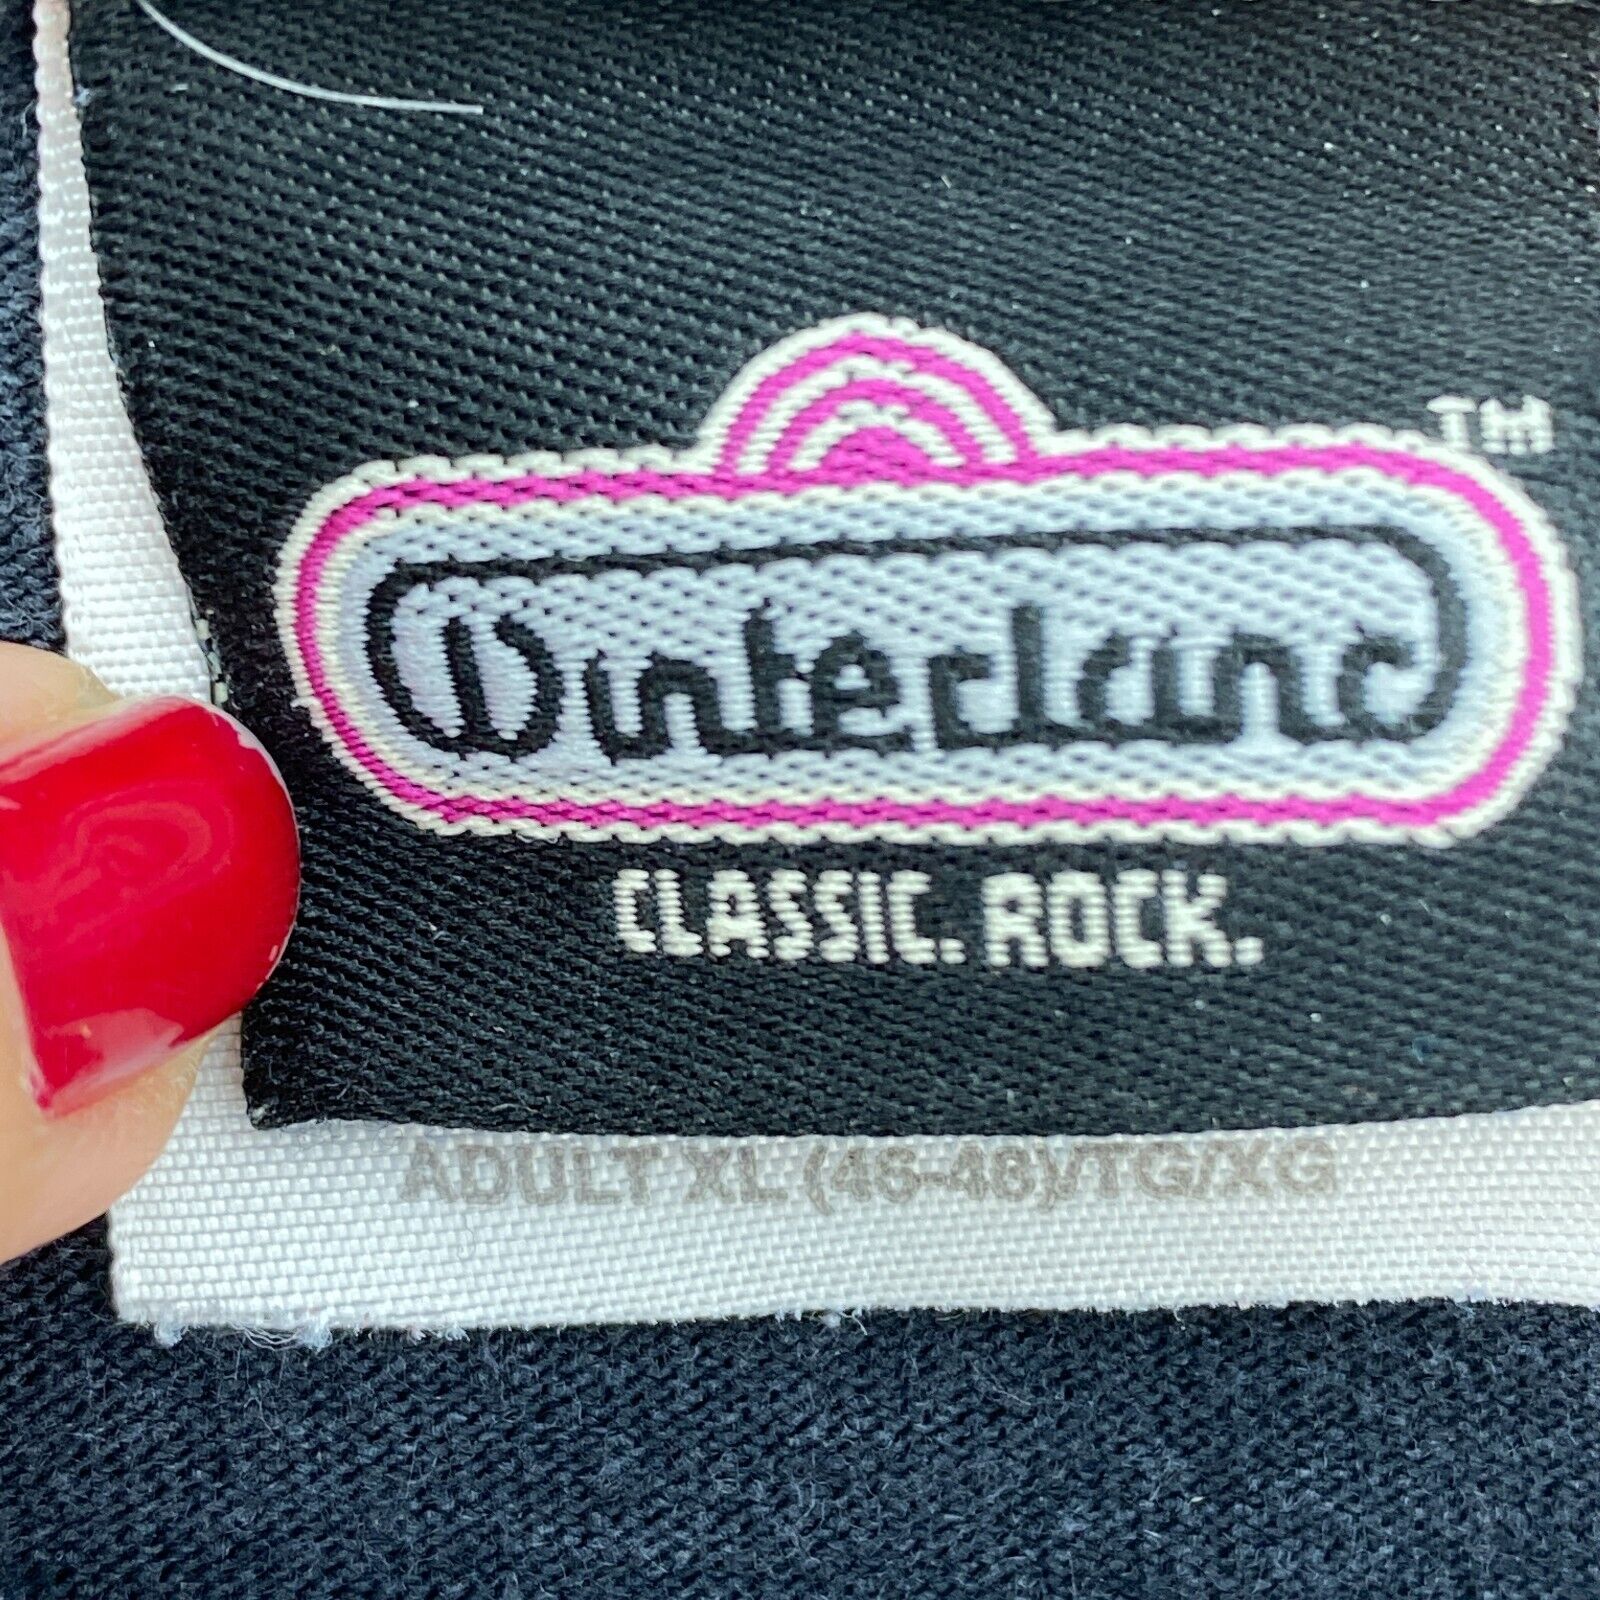 Winterland
TM
CLASSIC. ROCK.
ADULT XL (46-48)/TG/XG